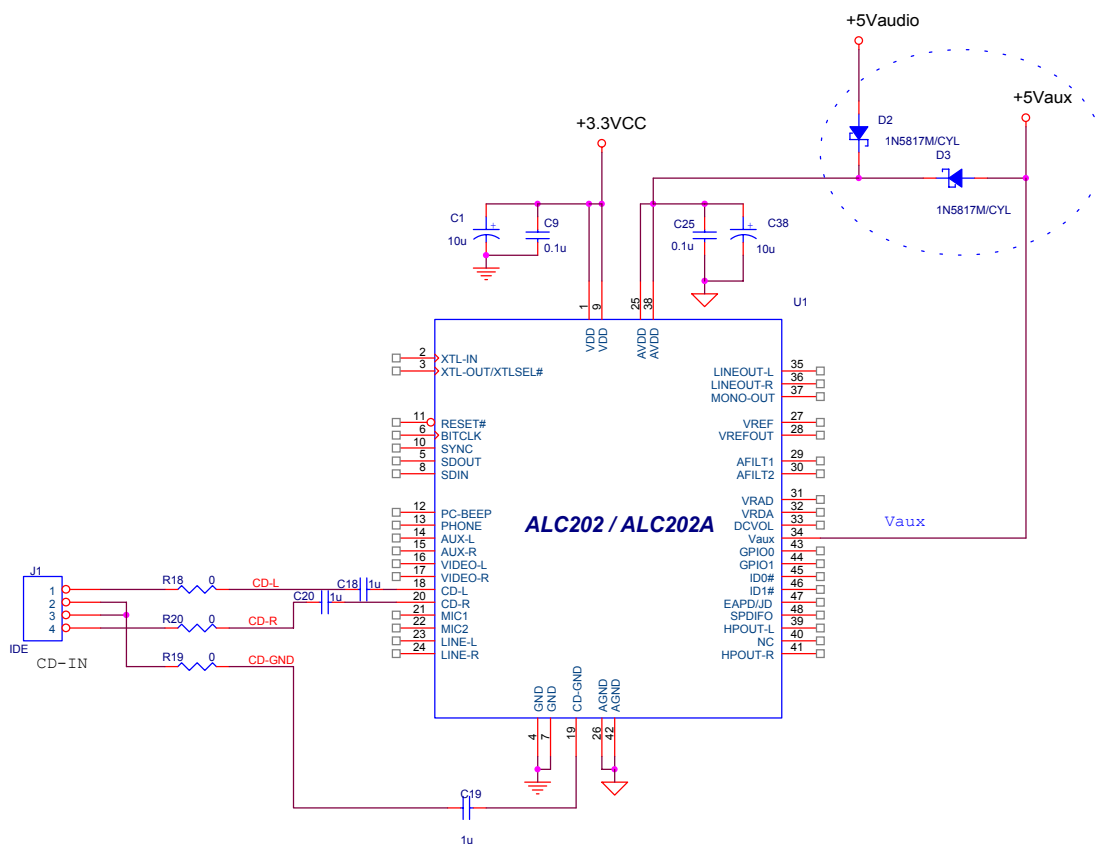 +5Vaudio
+5Vaux
D2
1N5817M/CYL
D3
1N5817M/CYL
+3.3VCC
C1
10u
C9
0.1u
C25
0.1u
C38
10u
U1
1
9
25
38
VDD
VDD
AVDD
AVDD
2 XTL-IN
3 XTL-OUT/XTLSEL#
11 RESET#
6 BITCLK
10 SYNC
5 SDOUT
8 SDIN
12 PC-BEEP
13 PHONE
14 AUX-L
15 AUX-R
16 VIDEO-L
17 VIDEO-R
18 CD-L
20 CD-R
21 MIC1
22 MIC2
23 LINE-L
24 LINE-R
ALC202 / ALC202A
LINEOUT-L 35
LINEOUT-R 36
MONO-OUT 37
VREF 27
VREFOUT 28
AFILT1 29
AFILT2 30
VRAD 31
VRDA 32
DCVOL 33
Vaux 34
GPIO0 43
GPIO1 44
ID0# 45
ID1# 46
EAPD/JD 47
SPDIFO 48
HPOUT-L 39
NC 40
HPOUT-R 41
Vaux
J1
1
2
3
4
IDE
CD-IN
R18 0 CD-L C18 1u
R20 0 CD-R C20 1u
R19 0 CD-GND
GND
GND
CD-GND
AGND
AGND
4
7
19
26
42
C19
1u